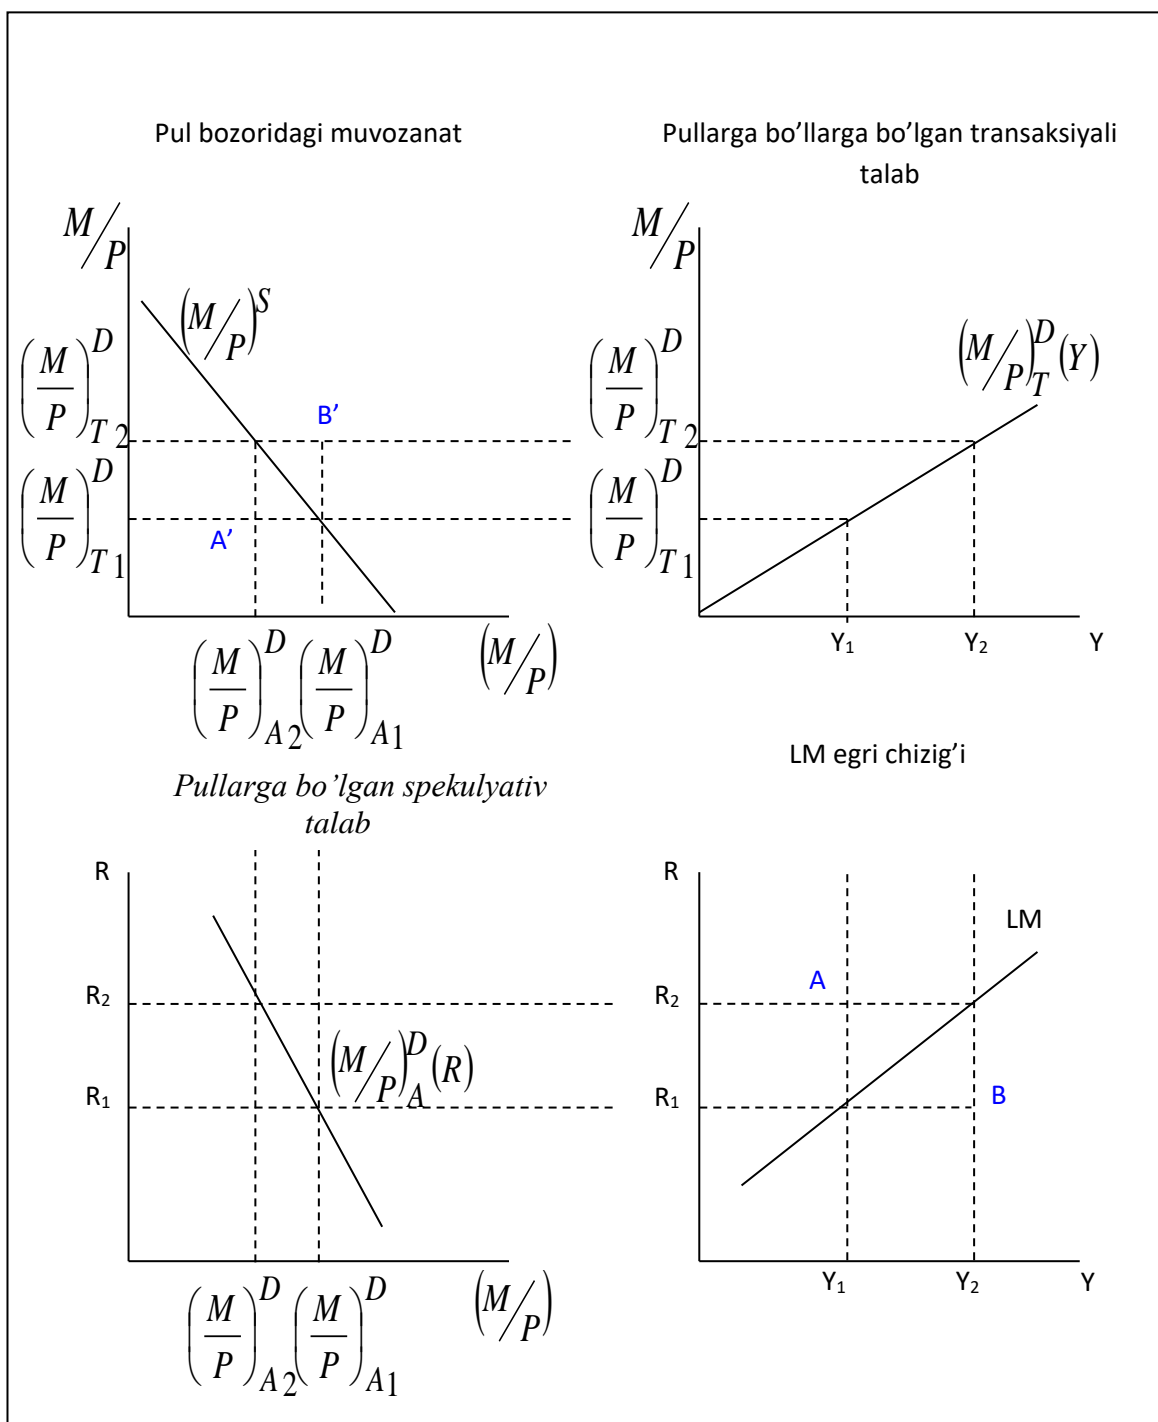 Pul bozoridagi muvozanat
M/P
(M/P)^S
(M/P)^D_T2
B’
(M/P)^D_T1
A’
(M/P)^D_A2 (M/P)^D_A1
(M/P)
Pullarga bo’llarga bo’lgan transaksiyali
talab
M/P
(M/P)^D_T (Y)
(M/P)^D_T2
(M/P)^D_T1
Y₁ Y₂ Y
Pullarga bo’lgan spekulyativ
talab
R
R₂
(M/P)^D_A (R)
R₁
(M/P)^D_A2 (M/P)^D_A1
(M/P)
LM egri chizig’i
R
LM
A
R₂
R₁
B
Y₁ Y₂ Y